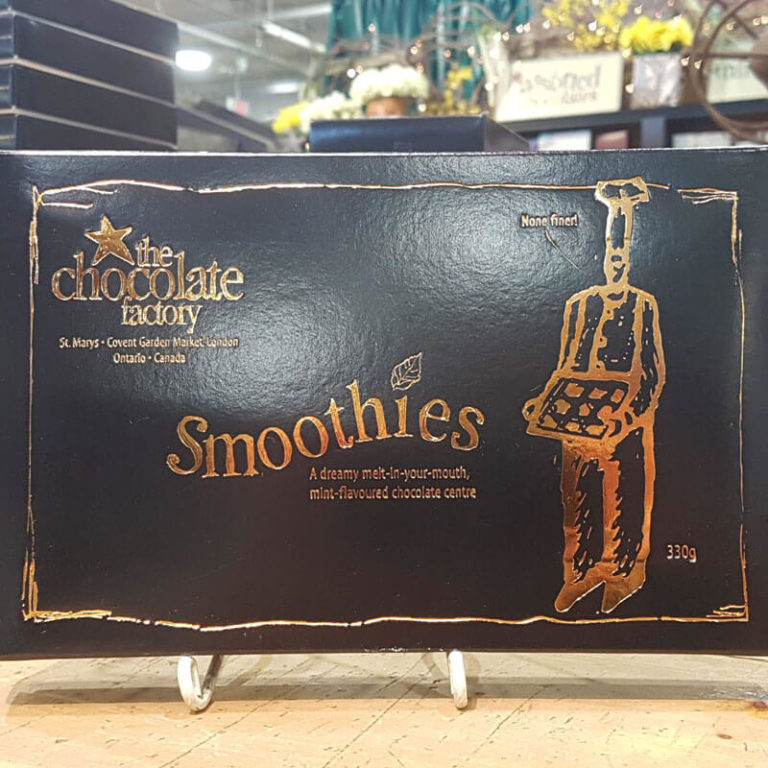 None finer!
the
chocolate
factory
St. Marys • Covent Garden Market, London
Ontario • Canada
Smoothies
A dreamy melt-in-your-mouth,
mint-flavoured chocolate centre
330g